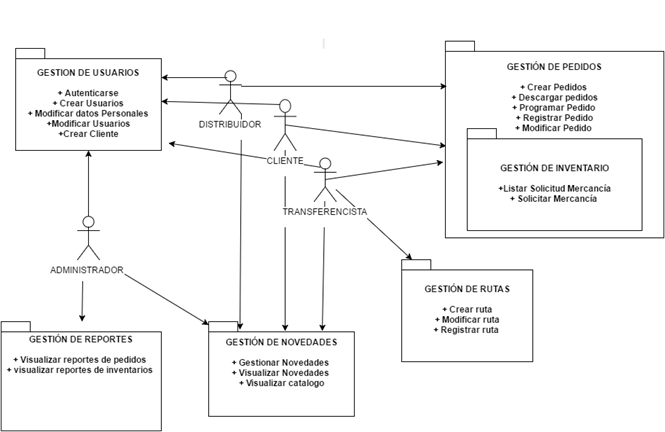 GESTION DE USUARIOS
+ Autenticarse
+ Crear Usuarios
+ Modificar datos Personales
+Modificar Usuarios
+Crear Cliente
DISTRIBUIDOR
CLIENTE
TRANSFERENCISTA
GESTIÓN DE PEDIDOS
+ Crear Pedidos
+ Descargar pedidos
+ Programar Pedido
+ Registrar Pedido
+ Modificar Pedido
GESTIÓN DE INVENTARIO
+Listar Solicitud Mercancía
+ Solicitar Mercancía
ADMINISTRADOR
GESTIÓN DE RUTAS
+ Crear ruta
+ Modificar ruta
+ Registrar ruta
GESTIÓN DE REPORTES
+ Visualizar reportes de pedidos
+ visualizar reportes de inventarios
GESTIÓN DE NOVEDADES
+ Gestionar Novedades
+ Visualizar Novedades
+ Visualizar catalogo